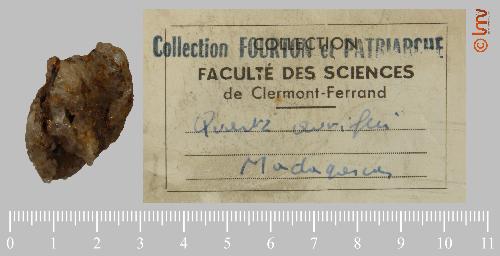 Collection FOURTON et PATRIARCHE
COLLECTION
FACULTÉ DES SCIENCES
de Clermont-Ferrand
Quartz aurifère
Madagascar
© lmv
0 1 2 3 4 5 6 7 8 9 10 11